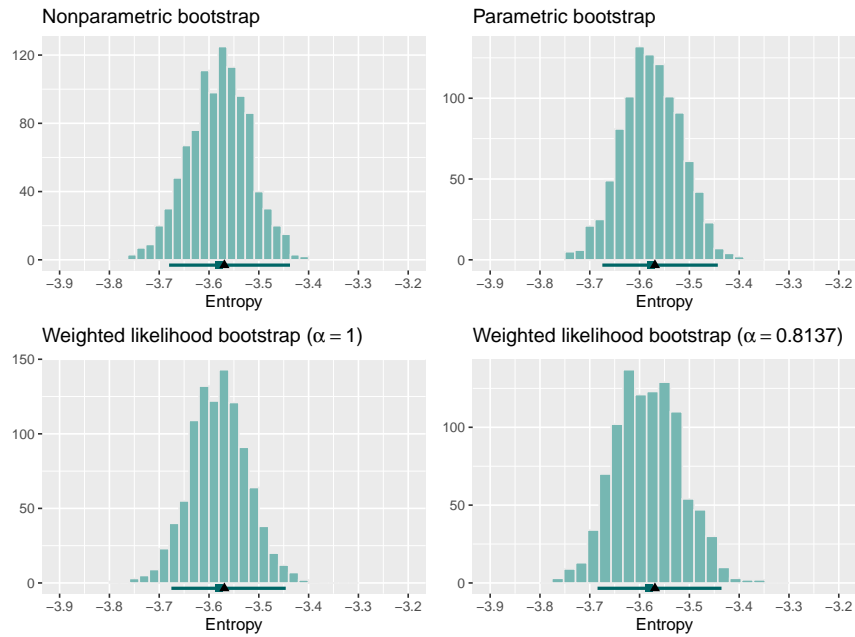 Nonparametric bootstrap
120
80
40
0
−3.9 −3.8 −3.7 −3.6 −3.5 −3.4 −3.3 −3.2
Entropy
Parametric bootstrap
100
50
0
−3.9 −3.8 −3.7 −3.6 −3.5 −3.4 −3.3 −3.2
Entropy
Weighted likelihood bootstrap (α = 1)
150
100
50
0
−3.9 −3.8 −3.7 −3.6 −3.5 −3.4 −3.3 −3.2
Entropy
Weighted likelihood bootstrap (α = 0.8137)
100
50
0
−3.9 −3.8 −3.7 −3.6 −3.5 −3.4 −3.3 −3.2
Entropy